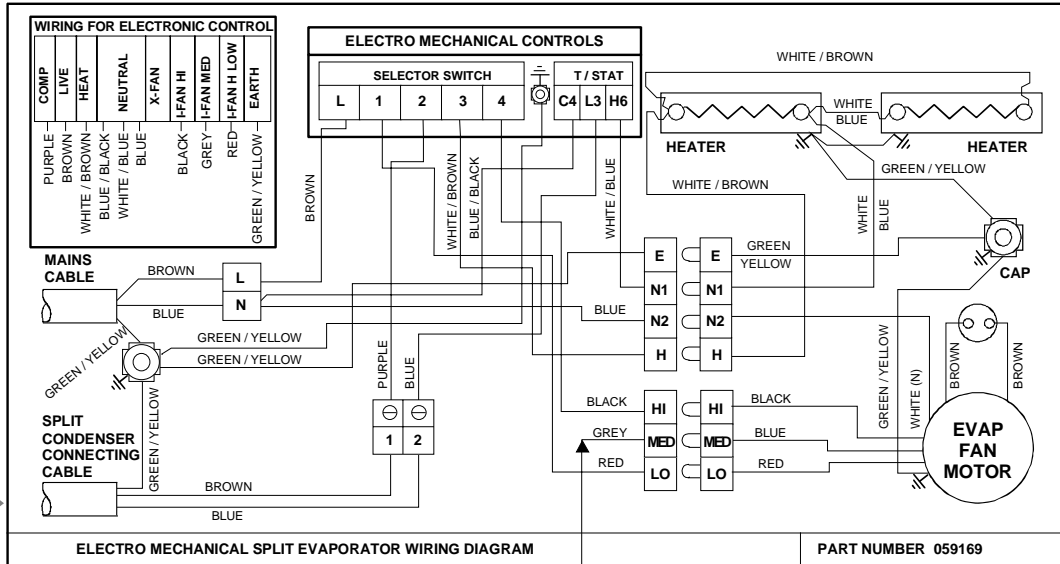 WIRING FOR ELECTRONIC CONTROL
COMP
LIVE
HEAT
NEUTRAL
X-FAN
I-FAN HI
I-FAN MED
I-FAN H LOW
EARTH
PURPLE
BROWN
WHITE / BROWN
BLUE / BLACK
WHITE / BLUE
BLUE
BLACK
GREY
RED
GREEN / YELLOW
ELECTRO MECHANICAL CONTROLS
SELECTOR SWITCH
T / STAT
L 1 2 3 4
C4 L3 H6
BROWN
WHITE / BROWN
BLUE / BLACK
WHITE / BLUE
WHITE / BROWN
WHITE
BLUE
HEATER
HEATER
GREEN / YELLOW
WHITE / BROWN
WHITE
BLUE
CAP
MAINS
CABLE
BROWN
L
N
BLUE
GREEN / YELLOW
GREEN / YELLOW
GREEN / YELLOW
BLUE
E
N1
N2
H
E
N1
N2
H
GREEN
YELLOW
PURPLE
BLUE
1 2
GREEN / YELLOW
SPLIT
CONDENSER
CONNECTING
CABLE
BROWN
BLUE
BLACK
GREY
RED
HI
MED
LO
HI
MED
LO
BLACK
BLUE
RED
GREEN / YELLOW
WHITE (N)
BROWN
BROWN
EVAP
FAN
MOTOR
ELECTRO MECHANICAL SPLIT EVAPORATOR WIRING DIAGRAM
PART NUMBER 059169